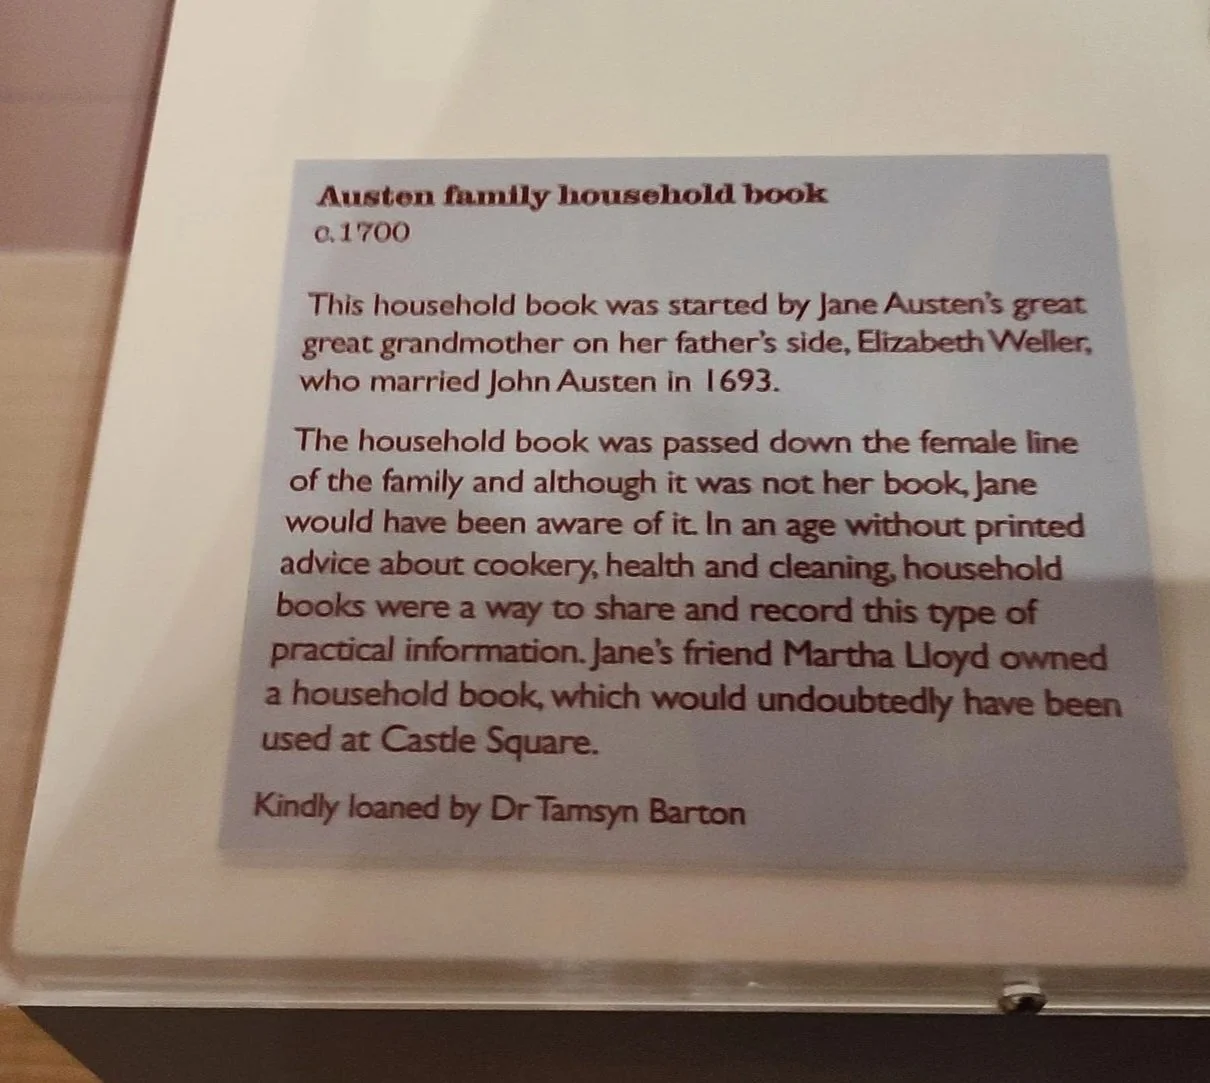 Austen family household book
c.1700
This household book was started by Jane Austen's great
great grandmother on her father's side, Elizabeth Weller,
who married John Austen in 1693.
The household book was passed down the female line
of the family and although it was not her book, Jane
would have been aware of it. In an age without printed
advice about cookery, health and cleaning, household
books were a way to share and record this type of
practical information. Jane's friend Martha Lloyd owned
a household book, which would undoubtedly have been
used at Castle Square.
Kindly loaned by Dr Tamsyn Barton